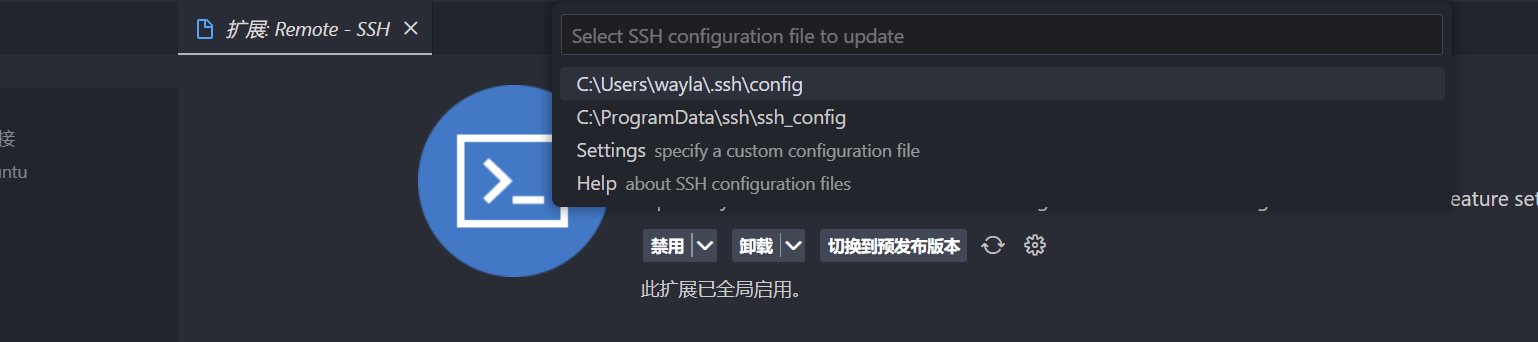 扩展: Remote - SSH
Select SSH configuration file to update
C:\Users\wayla\.ssh\config
C:\ProgramData\ssh\ssh_config
接
Settings specify a custom configuration file
untu
Help about SSH configuration files
eature set
禁用
卸载
切换到预发布版本
此扩展已全局启用。